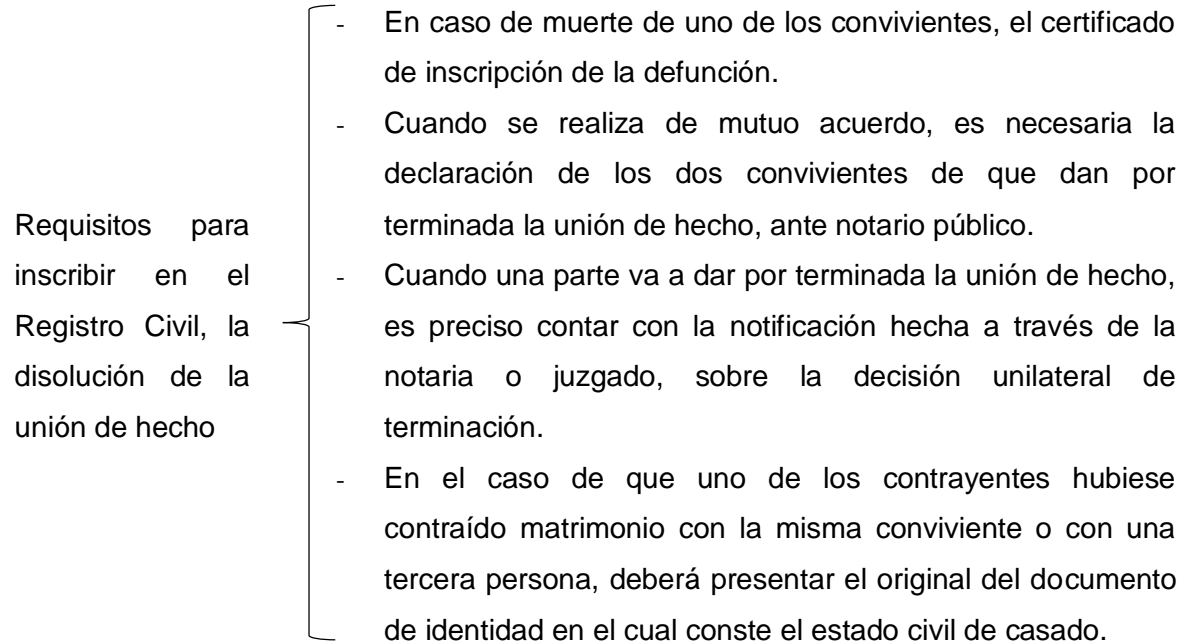 Requisitos para
inscribir en el
Registro Civil, la
disolución de la
unión de hecho
- En caso de muerte de uno de los convivientes, el certificado
de inscripción de la defunción.
- Cuando se realiza de mutuo acuerdo, es necesaria la
declaración de los dos convivientes de que dan por
terminada la unión de hecho, ante notario público.
- Cuando una parte va a dar por terminada la unión de hecho,
es preciso contar con la notificación hecha a través de la
notaria o juzgado, sobre la decisión unilateral de
terminación.
- En el caso de que uno de los contrayentes hubiese
contraído matrimonio con la misma conviviente o con una
tercera persona, deberá presentar el original del documento
de identidad en el cual conste el estado civil de casado.